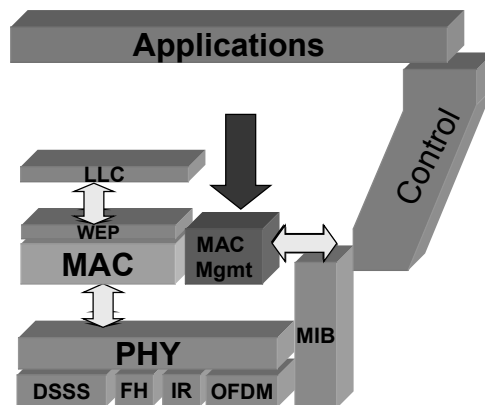 Applications
Control
LLC
WEP
MAC
MAC
Mgmt
MIB
PHY
DSSS
FH
IR
OFDM